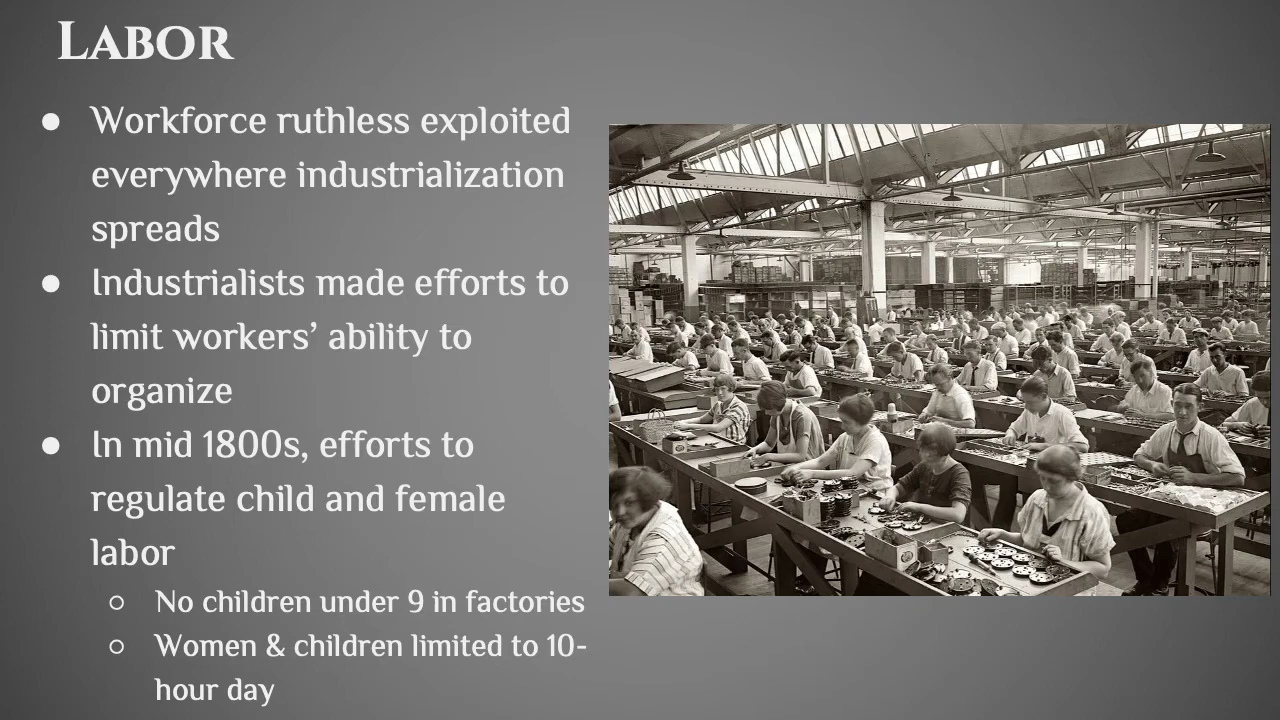 Labor
● Workforce ruthless exploited
everywhere industrialization
spreads
● Industrialists made efforts to
limit workers’ ability to
organize
● In mid 1800s, efforts to
regulate child and female
labor
○ No children under 9 in factories
○ Women & children limited to 10-
hour day